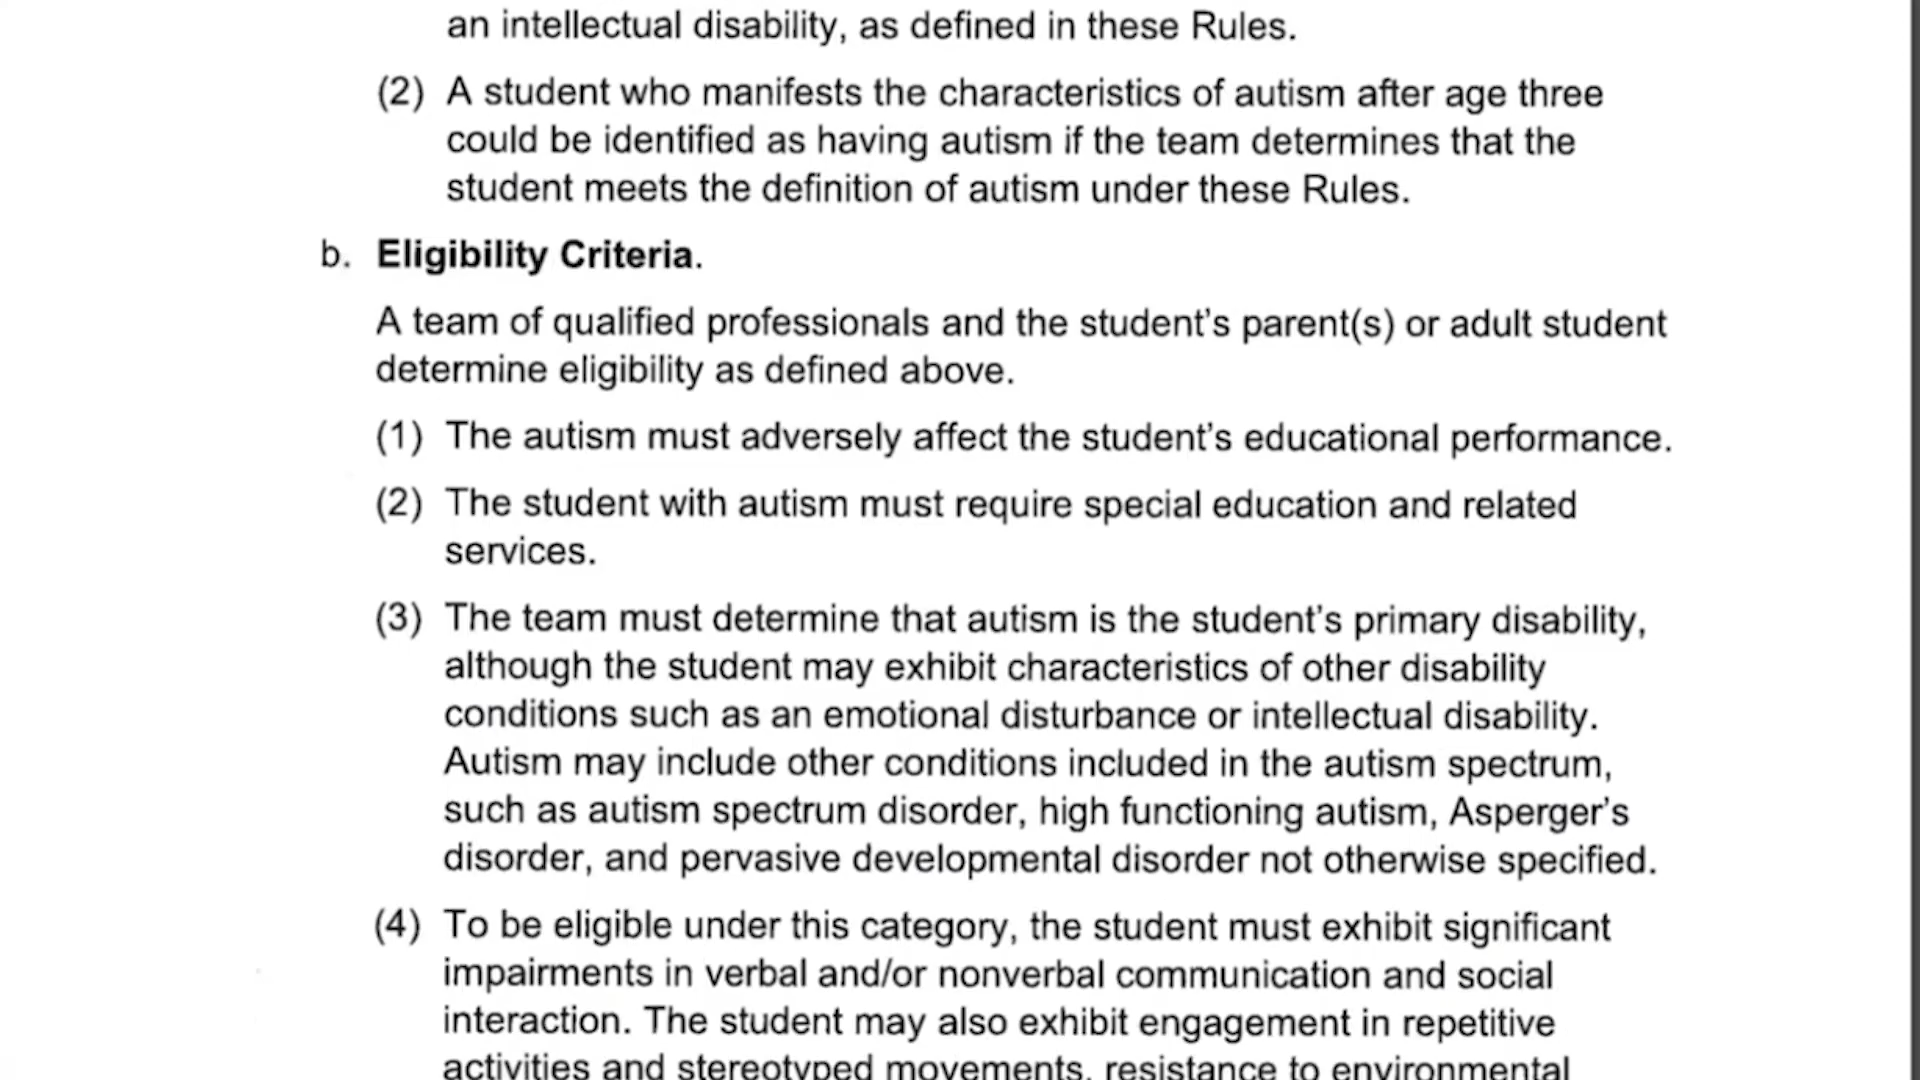 an intellectual disability, as defined in these Rules.
(2) A student who manifests the characteristics of autism after age three
could be identified as having autism if the team determines that the
student meets the definition of autism under these Rules.
b. Eligibility Criteria.
A team of qualified professionals and the student's parent(s) or adult student
determine eligibility as defined above.
(1) The autism must adversely affect the student's educational performance.
(2) The student with autism must require special education and related
services.
(3) The team must determine that autism is the student's primary disability,
although the student may exhibit characteristics of other disability
conditions such as an emotional disturbance or intellectual disability.
Autism may include other conditions included in the autism spectrum,
such as autism spectrum disorder, high functioning autism, Asperger's
disorder, and pervasive developmental disorder not otherwise specified.
(4) To be eligible under this category, the student must exhibit significant
impairments in verbal and/or nonverbal communication and social
interaction. The student may also exhibit engagement in repetitive
activities and stereotyped movements, resistance to environmental